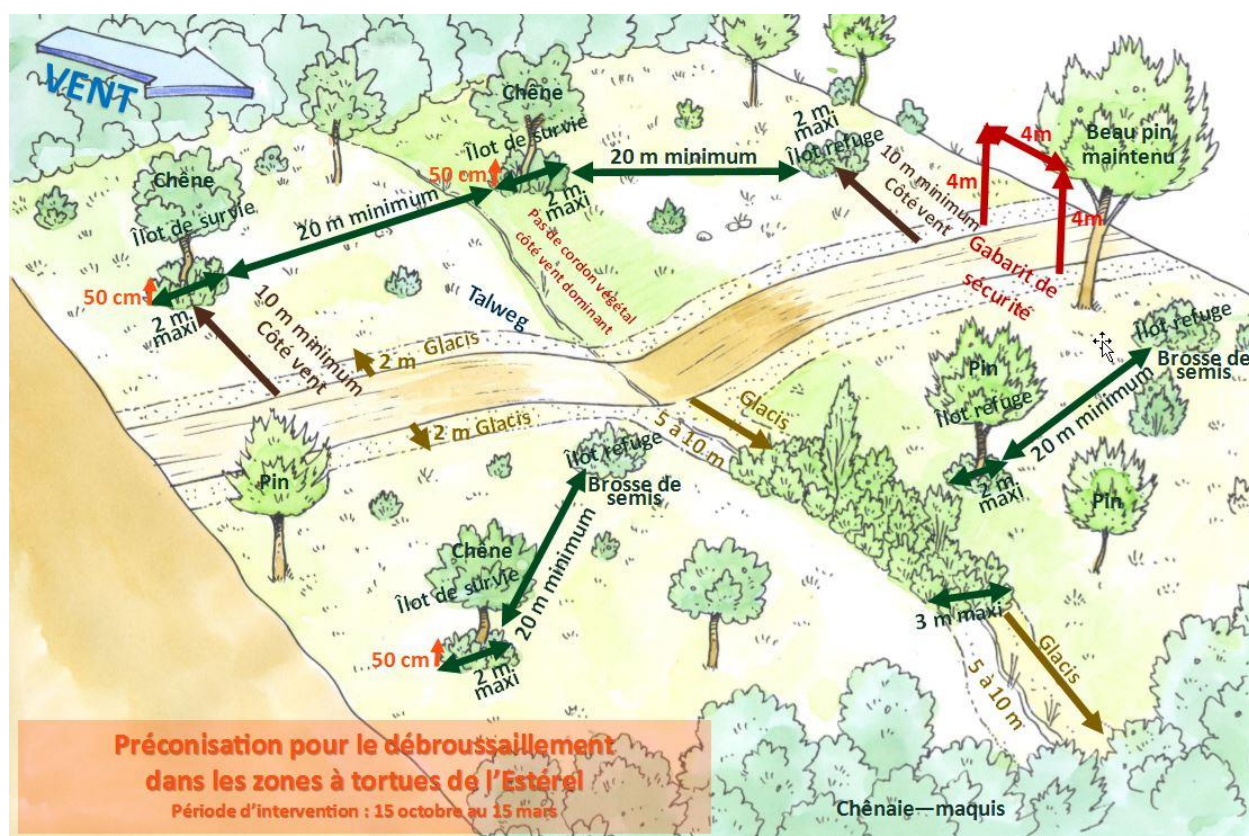 VENT
Chêne
Îlot de survie
50 cm
2 m.
maxi
20 m minimum
Chêne
Îlot de survie
50 cm
2 m.
maxi
20 m minimum
2 m.
maxi
Îlot refuge
10 m minimum
Côté vent
4m
4m
4m
Beau pin
maintenu
Gabarit de
sécurité
Pas de cordon végétal
côté vent dominant
Talweg
10 m minimum
Côté vent
2 m Glacis
2 m Glacis
Glacis
5 à 10 m
Îlot refuge
Brosse de
semis
Pin
Îlot refuge
20 m minimum
2 m.
maxi
Pin
Pin
Îlot refuge
Brosse de
semis
20 m minimum
Chêne
Îlot de survie
50 cm
2 m.
maxi
3 m maxi
Glacis
5 à 10 m
Chênaie—maquis
Préconisation pour le débroussaillement
dans les zones à tortues de l'Estérel
Période d'intervention : 15 octobre au 15 mars